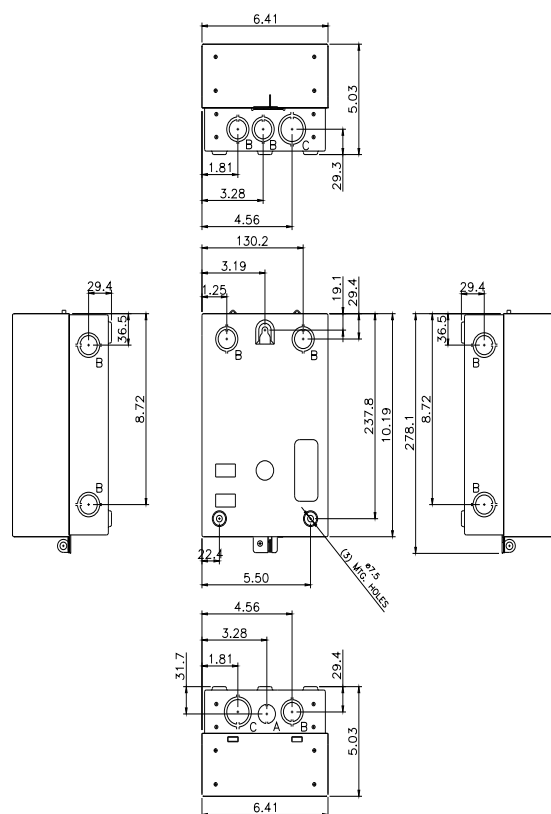 6.41
5.03
B
B
C
29.3
1.81
3.28
4.56
130.2
3.19
1.25
19.1
29.4
29.4
36.5
B
8.72
B
B
B
237.8
10.19
22.4
5.50
(3) MTG. HOLES
ø7.5
29.4
36.5
B
8.72
278.1
B
4.56
3.28
1.81
31.7
29.4
C
A
B
5.03
6.41